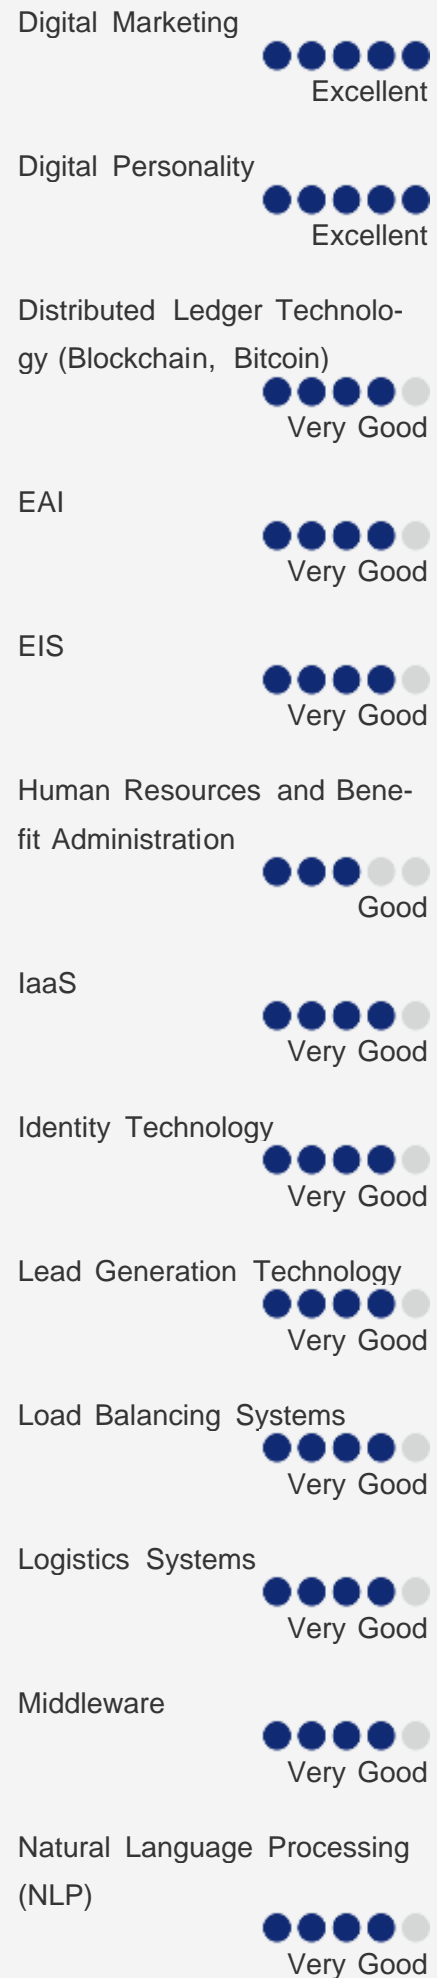 Digital Marketing
Excellent
Digital Personality
Excellent
Distributed Ledger Technolo-
gy (Blockchain, Bitcoin)
Very Good
EAI
Very Good
EIS
Very Good
Human Resources and Bene-
fit Administration
Good
IaaS
Very Good
Identity Technology
Very Good
Lead Generation Technology
Very Good
Load Balancing Systems
Very Good
Logistics Systems
Very Good
Middleware
Very Good
Natural Language Processing
(NLP)
Very Good